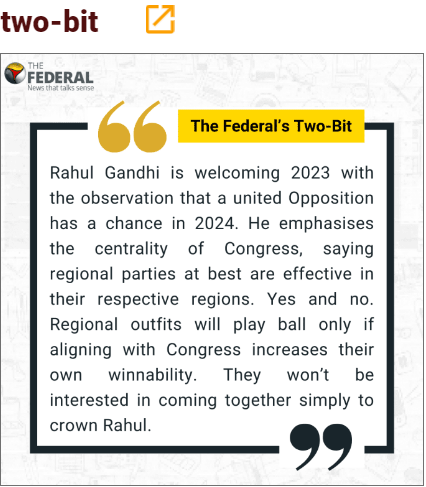 two-bit
THE
FEDERAL
News that talks sense
The Federal's Two-Bit
Rahul Gandhi is welcoming 2023 with
the observation that a united Opposition
has a chance in 2024. He emphasises
the centrality of Congress, saying
regional parties at best are effective in
their respective regions. Yes and no.
Regional outfits will play ball only if
aligning with Congress increases their
own winnability. They won't be
interested in coming together simply to
crown Rahul.